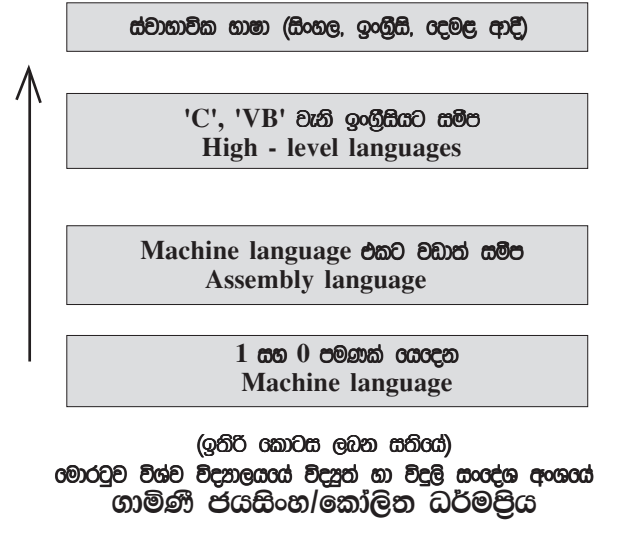 ස්වාභාවික භාෂා (සිංහල, ඉංග්‍රීසි, දෙමළ ආදී)
'C', 'VB' වැනි ඉංග්‍රීසියට සමීප
High - level languages
Machine language එකට වඩාත් සමීප
Assembly language
1 සහ 0 පමණක් යෙදෙන
Machine language
(ඉතිරි කොටස ලබන සතියේ)
මොරටුව විශ්ව විද්‍යාලයයේ විද්‍යුත් හා විදුලි සංදේශ අංශයේ
ගාමිණී ජයසිංහ/කෝලිත ධර්මප්‍රිය